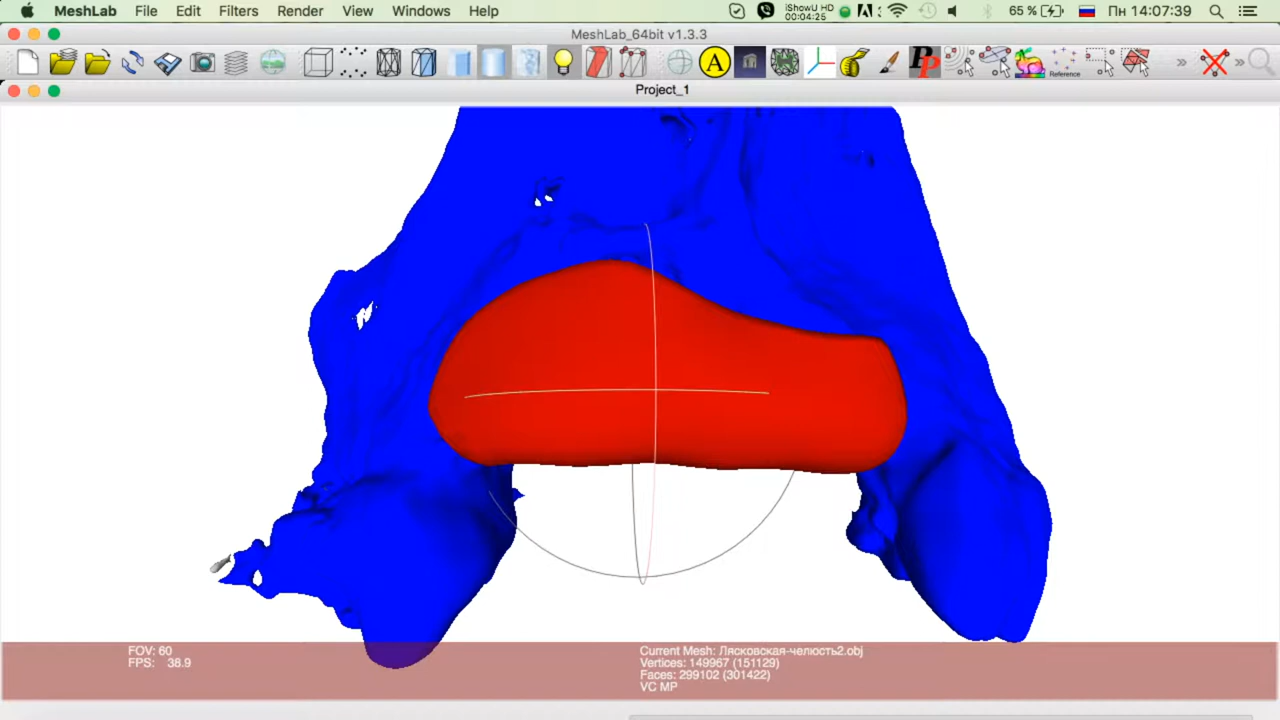 MeshLab File Edit Filters Render View Windows Help iShowU HD 00:04:25 65 % Пн 14:07:39
MeshLab_64bit v1.3.3
A PP Reference
Project_1
FOV: 60
FPS: 38.9
Current Mesh: Лясковская-челюсть2.obj
Vertices: 149967 (151129)
Faces: 299102 (301422)
VC MP